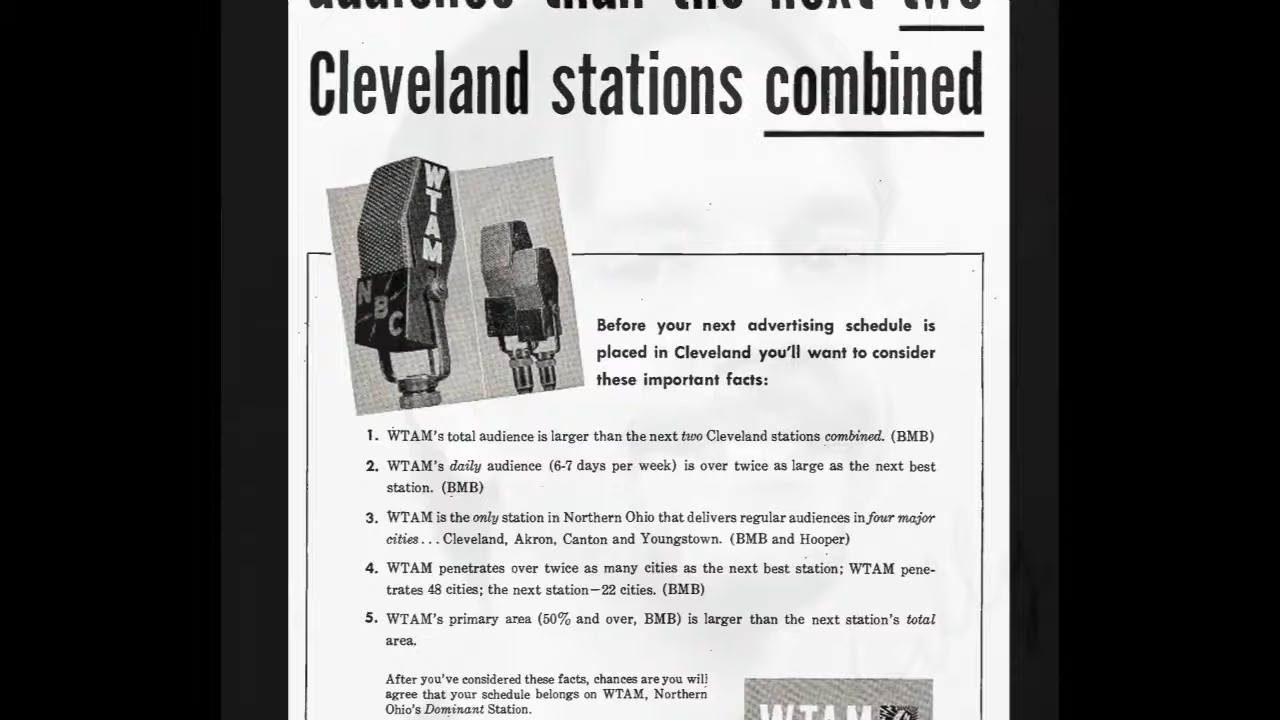 audience than the next two
Cleveland stations combined
WTAM
NBC
Before your next advertising schedule is
placed in Cleveland you'll want to consider
these important facts:
1. WTAM's total audience is larger than the next two Cleveland stations combined. (BMB)
2. WTAM's daily audience (6-7 days per week) is over twice as large as the next best
station. (BMB)
3. WTAM is the only station in Northern Ohio that delivers regular audiences in four major
cities... Cleveland, Akron, Canton and Youngstown. (BMB and Hooper)
4. WTAM penetrates over twice as many cities as the next best station; WTAM pene-
trates 48 cities; the next station—22 cities. (BMB)
5. WTAM's primary area (50% and over, BMB) is larger than the next station's total
area.
After you've considered these facts, chances are you will
agree that your schedule belongs on WTAM, Northern
Ohio's Dominant Station.
WTAM